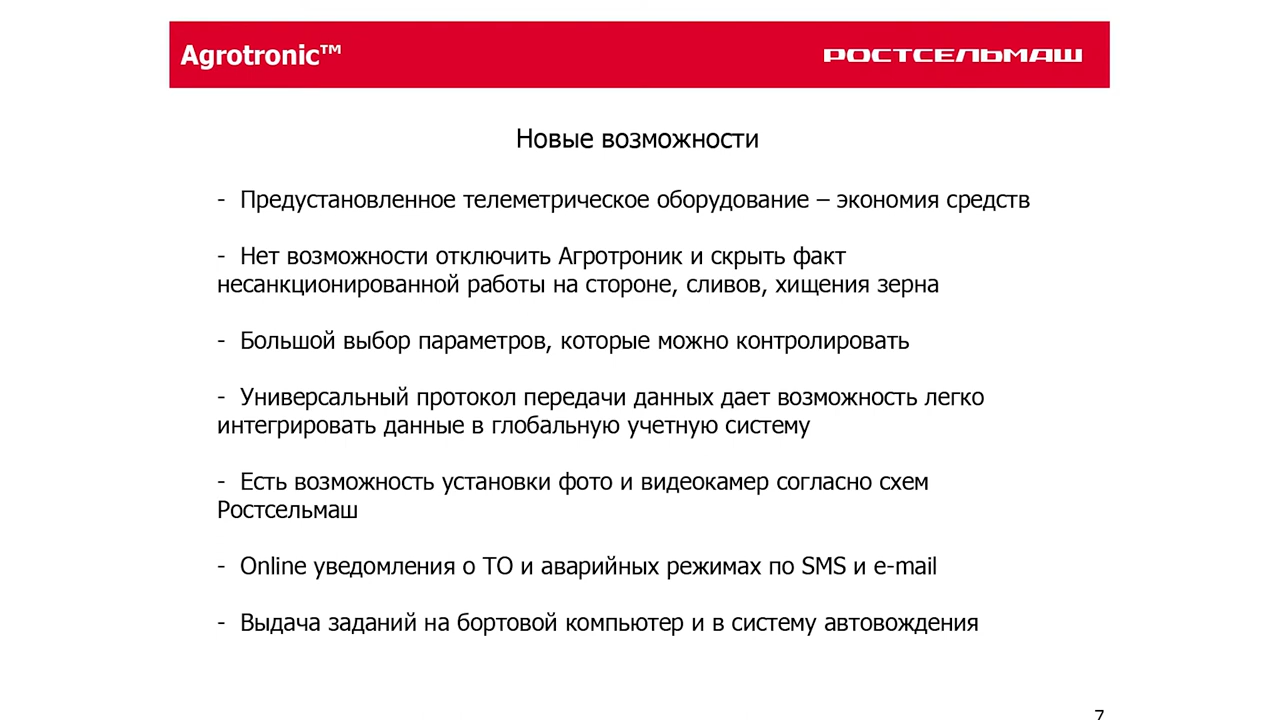 Agrotronic™
РОСТСЕЛЬМАШ
Новые возможности
- Предустановленное телеметрическое оборудование – экономия средств
- Нет возможности отключить Агротроник и скрыть факт
несанкционированной работы на стороне, сливов, хищения зерна
- Большой выбор параметров, которые можно контролировать
- Универсальный протокол передачи данных дает возможность легко
интегрировать данные в глобальную учетную систему
- Есть возможность установки фото и видеокамер согласно схем
Ростсельмаш
- Online уведомления о ТО и аварийных режимах по SMS и e-mail
- Выдача заданий на бортовой компьютер и в систему автовождения
7